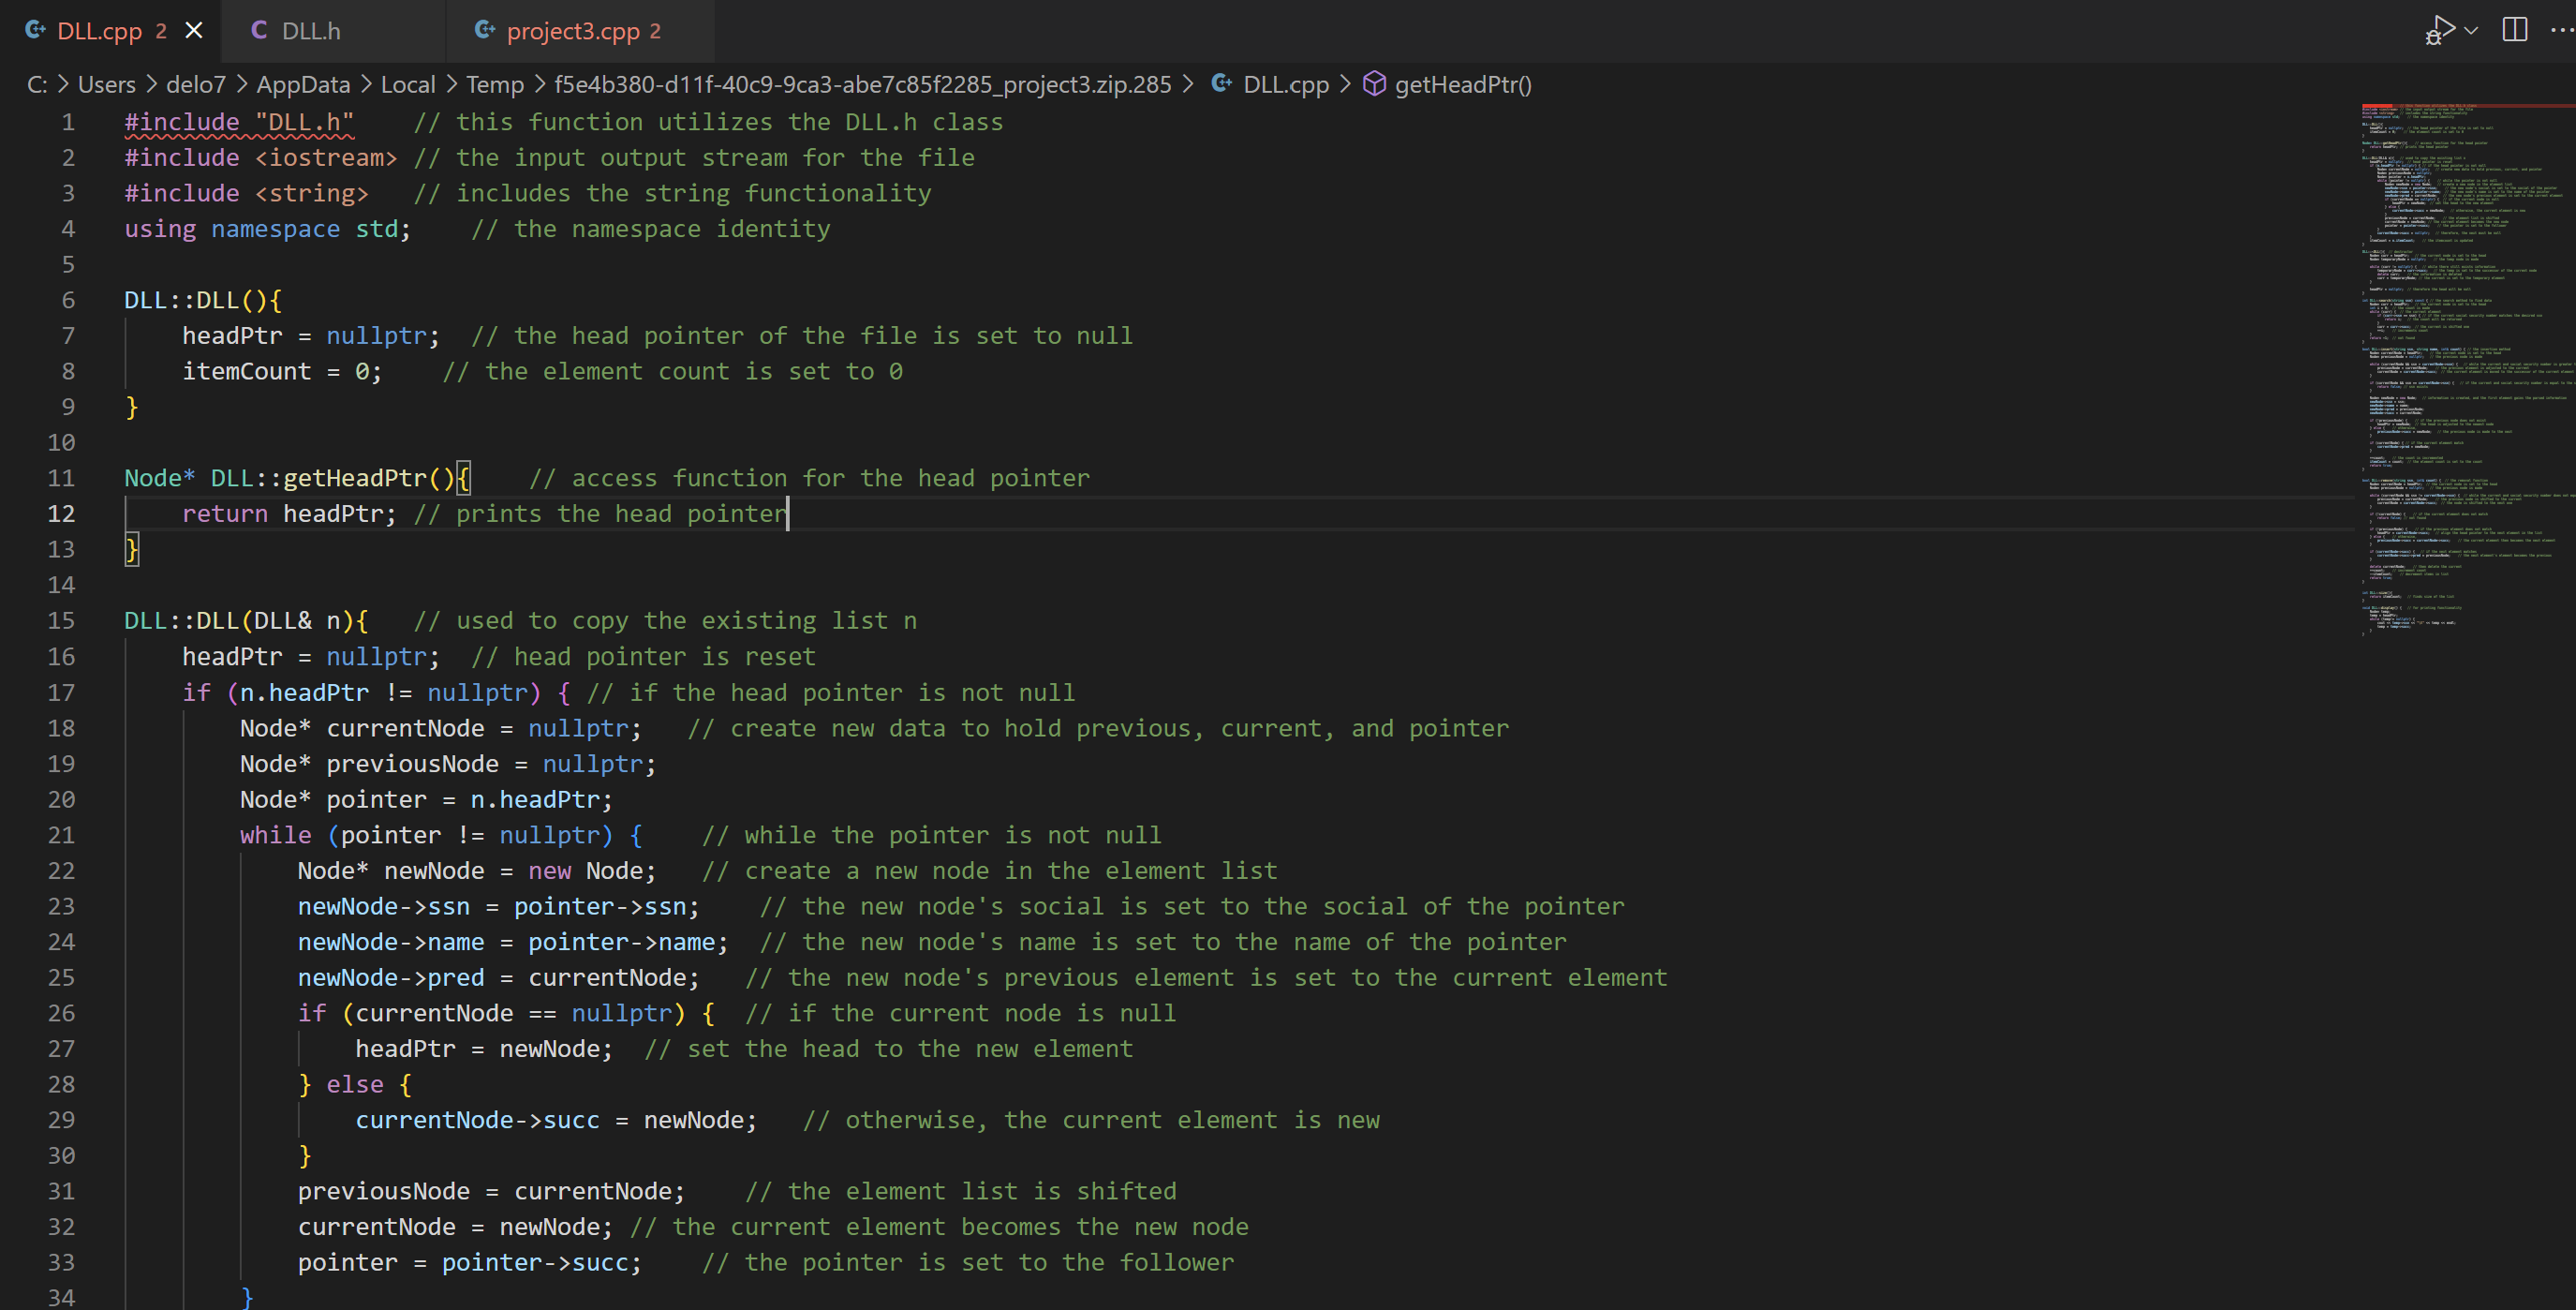 DLL.cpp 2 DLL.h project3.cpp 2
C: > Users > delo7 > AppData > Local > Temp > f5e4b380-d11f-40c9-9ca3-abe7c85f2285_project3.zip.285 > DLL.cpp > getHeadPtr()
1 #include "DLL.h"    // this function utilizes the DLL.h class
2 #include <iostream> // the input output stream for the file
3 #include <string>   // includes the string functionality
4 using namespace std;    // the namespace identity
5
6 DLL::DLL(){
7     headPtr = nullptr;  // the head pointer of the file is set to null
8     itemCount = 0;    // the element count is set to 0
9 }
10
11 Node* DLL::getHeadPtr(){    // access function for the head pointer
12     return headPtr; // prints the head pointer
13 }
14
15 DLL::DLL(DLL& n){   // used to copy the existing list n
16     headPtr = nullptr;  // head pointer is reset
17     if (n.headPtr != nullptr) { // if the head pointer is not null
18         Node* currentNode = nullptr;   // create new data to hold previous, current, and pointer
19         Node* previousNode = nullptr;
20         Node* pointer = n.headPtr;
21         while (pointer != nullptr) {    // while the pointer is not null
22             Node* newNode = new Node;   // create a new node in the element list
23             newNode->ssn = pointer->ssn;    // the new node's social is set to the social of the pointer
24             newNode->name = pointer->name;  // the new node's name is set to the name of the pointer
25             newNode->pred = currentNode;   // the new node's previous element is set to the current element
26             if (currentNode == nullptr) {  // if the current node is null
27                 headPtr = newNode;  // set the head to the new element
28             } else {
29                 currentNode->succ = newNode;   // otherwise, the current element is new
30             }
31             previousNode = currentNode;    // the element list is shifted
32             currentNode = newNode; // the current element becomes the new node
33             pointer = pointer->succ;    // the pointer is set to the follower
34         }